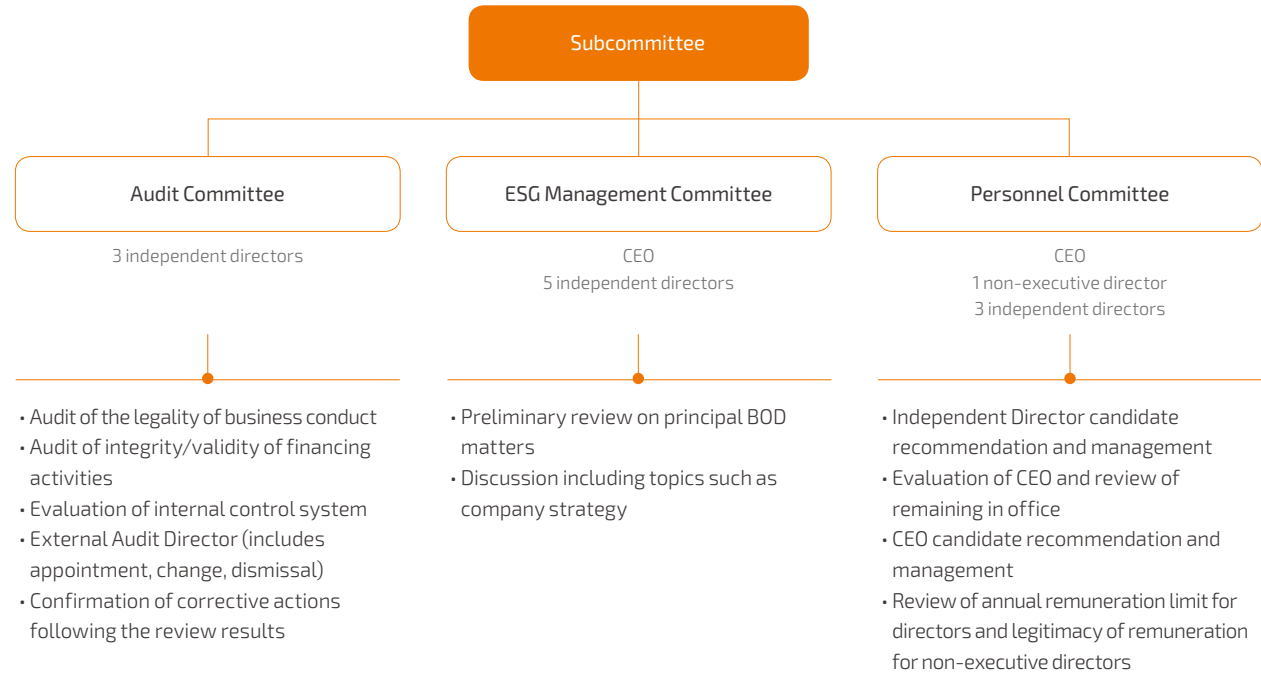 Subcommittee
Audit Committee
3 independent directors
• Audit of the legality of business conduct
• Audit of integrity/validity of financing
activities
• Evaluation of internal control system
• External Audit Director (includes
appointment, change, dismissal)
• Confirmation of corrective actions
following the review results
ESG Management Committee
CEO
5 independent directors
• Preliminary review on principal BOD
matters
• Discussion including topics such as
company strategy
Personnel Committee
CEO
1 non-executive director
3 independent directors
• Independent Director candidate
recommendation and management
• Evaluation of CEO and review of
remaining in office
• CEO candidate recommendation and
management
• Review of annual remuneration limit for
directors and legitimacy of remuneration
for non-executive directors